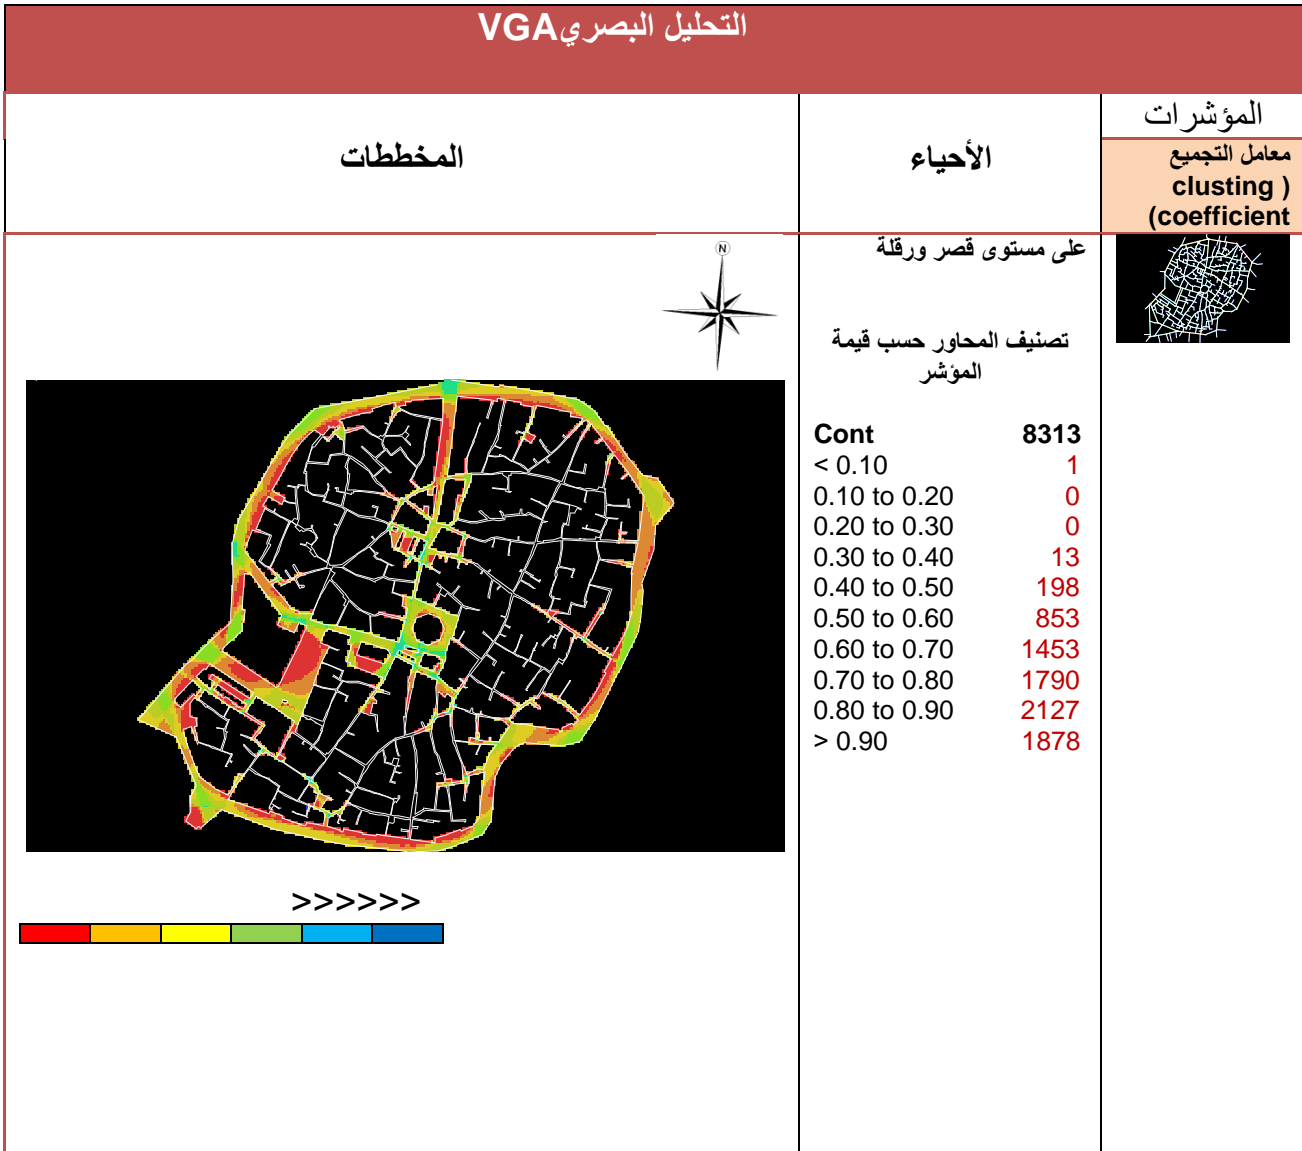 التحليل البصريVGA
المؤشرات
معامل التجميع
clusting )
(coefficient
الأحياء
المخططات
على مستوى قصر ورقلة
تصنيف المحاور حسب قيمة
المؤشر
Cont 8313
< 0.10 1
0.10 to 0.20 0
0.20 to 0.30 0
0.30 to 0.40 13
0.40 to 0.50 198
0.50 to 0.60 853
0.60 to 0.70 1453
0.70 to 0.80 1790
0.80 to 0.90 2127
> 0.90 1878
N
>>>>>>